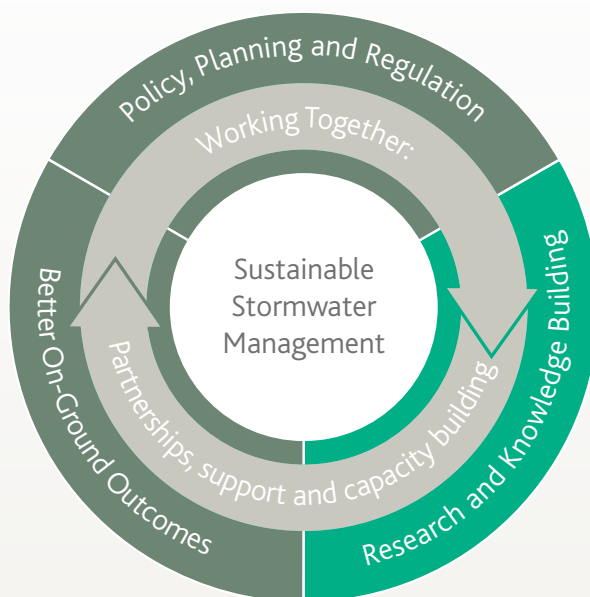 Policy, Planning and Regulation
Working Together:
Sustainable
Stormwater
Management
Better On-Ground Outcomes
Partnerships, support and capacity building
Research and Knowledge Building